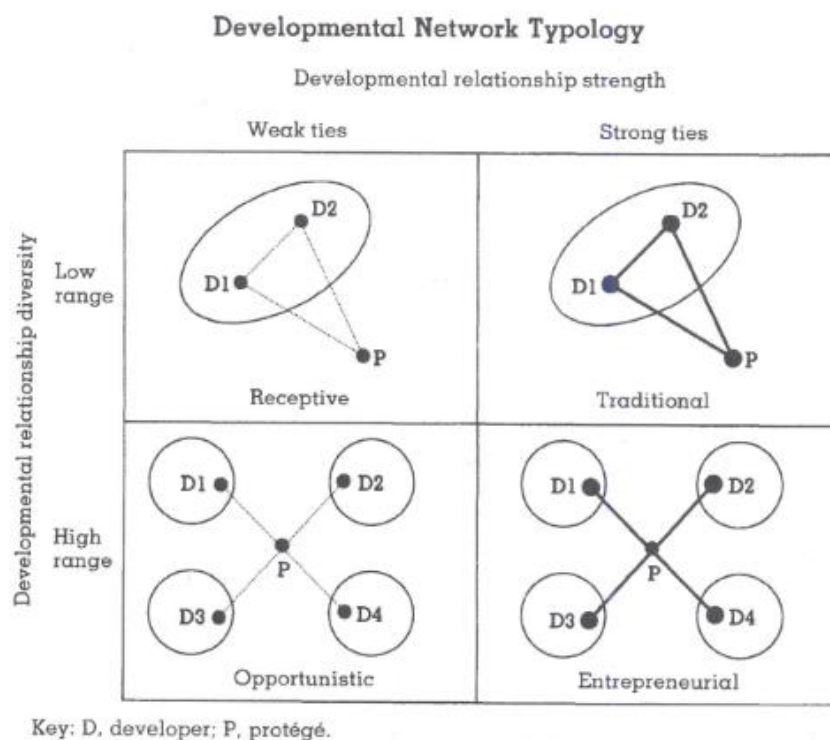 Developmental Network Typology
Developmental relationship strength
Weak ties
Strong ties
Developmental relationship diversity
Low
range
D2
D1
P
Receptive
D2
D1
P
Traditional
High
range
D1
D2
P
D3
D4
Opportunistic
D1
D2
P
D3
D4
Entrepreneurial
Key: D, developer; P, protégé.